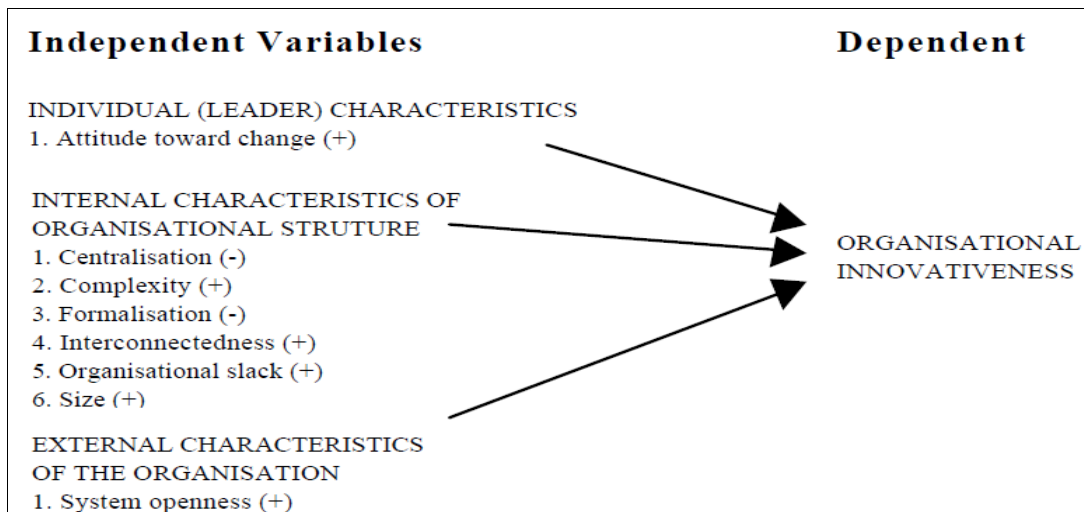 Independent Variables
Dependent
INDIVIDUAL (LEADER) CHARACTERISTICS
1. Attitude toward change (+)
INTERNAL CHARACTERISTICS OF
ORGANISATIONAL STRUTURE
1. Centralisation (-)
2. Complexity (+)
3. Formalisation (-)
4. Interconnectedness (+)
5. Organisational slack (+)
6. Size (+)
EXTERNAL CHARACTERISTICS
OF THE ORGANISATION
1. System openness (+)
ORGANISATIONAL
INNOVATIVENESS